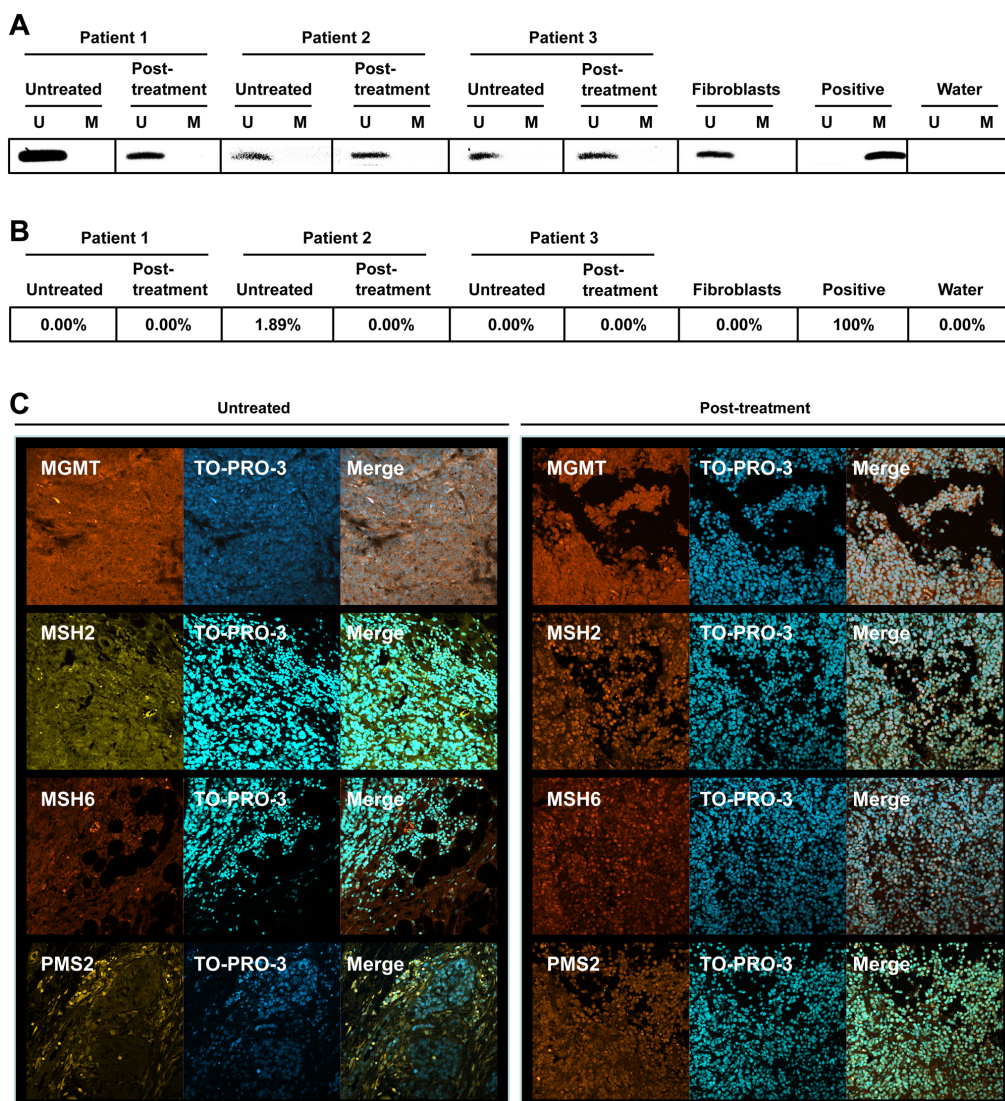 A
Patient 1 Patient 2 Patient 3
Untreated Post-treatment Untreated Post-treatment Untreated Post-treatment Fibroblasts Positive Water
U M U M U M U M U M U M U M U M U M
B
Patient 1 Patient 2 Patient 3
Untreated Post-treatment Untreated Post-treatment Untreated Post-treatment Fibroblasts Positive Water
0.00% 0.00% 1.89% 0.00% 0.00% 0.00% 0.00% 100% 0.00%
C
Untreated Post-treatment
MGMT TO-PRO-3 Merge MGMT TO-PRO-3 Merge
MSH2 TO-PRO-3 Merge MSH2 TO-PRO-3 Merge
MSH6 TO-PRO-3 Merge MSH6 TO-PRO-3 Merge
PMS2 TO-PRO-3 Merge PMS2 TO-PRO-3 Merge